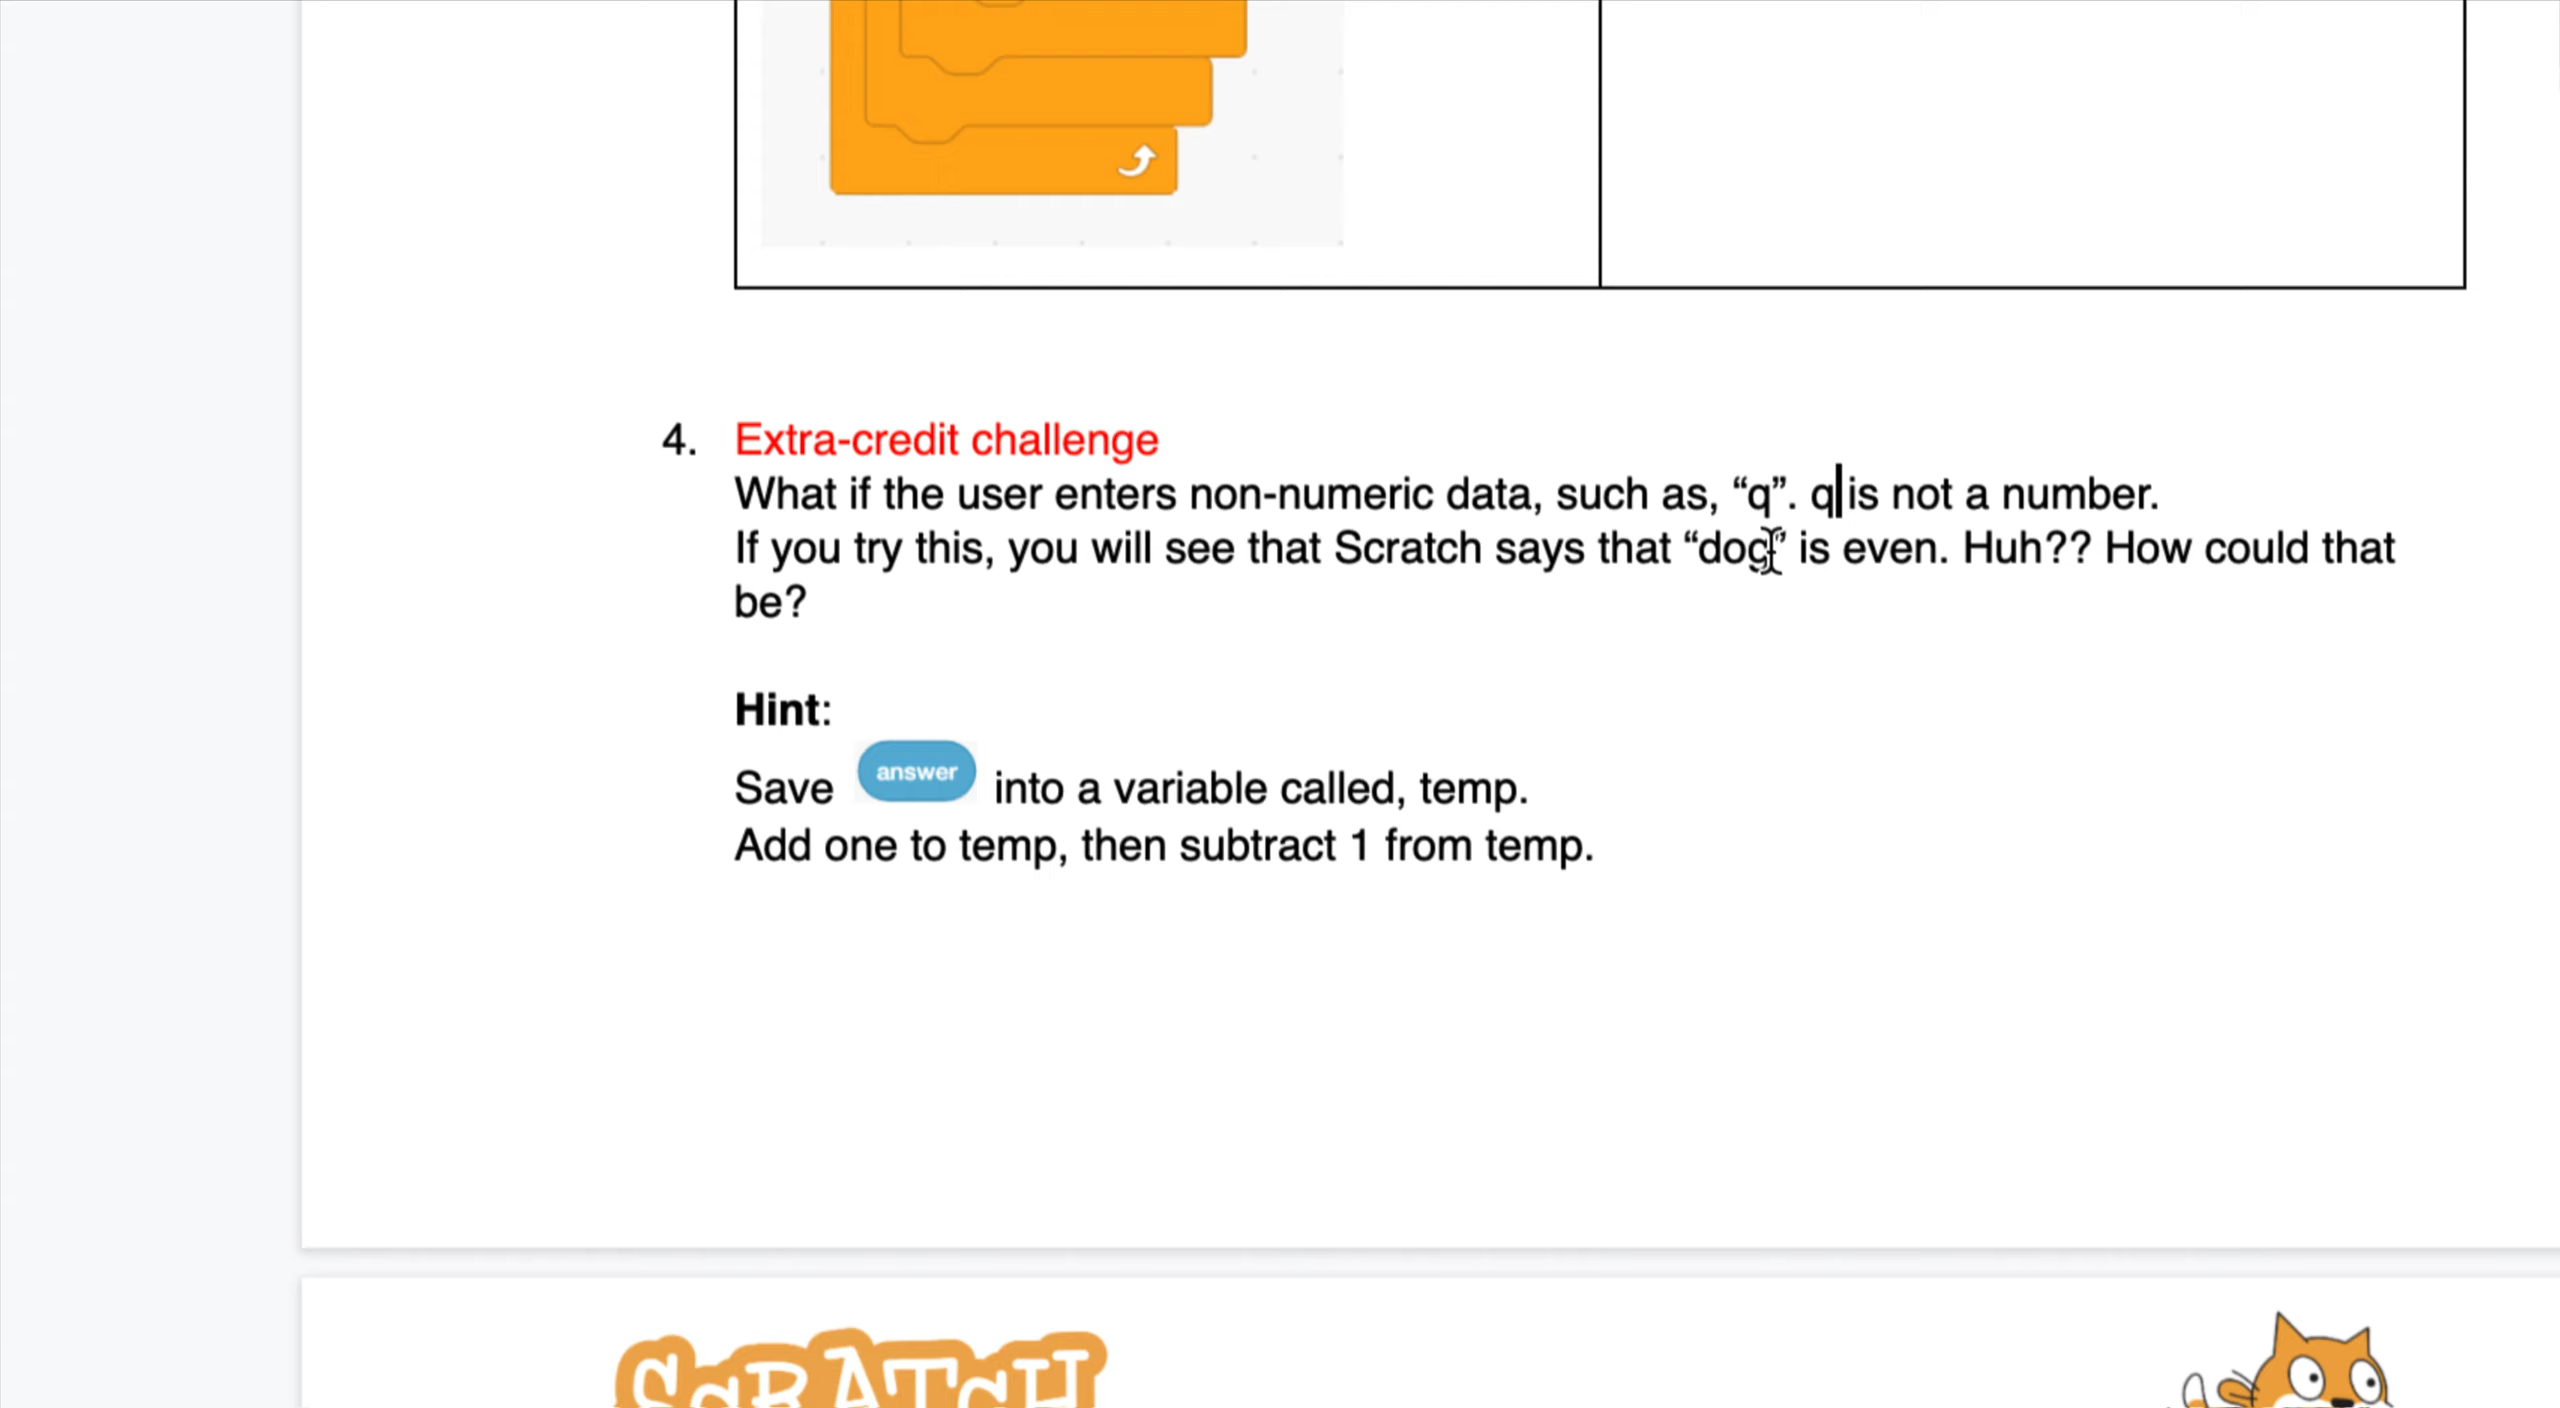 4. Extra-credit challenge
What if the user enters non-numeric data, such as, “q”. q is not a number.
If you try this, you will see that Scratch says that “dog” is even. Huh?? How could that
be?
Hint:
Save answer into a variable called, temp.
Add one to temp, then subtract 1 from temp.
SCRATCH